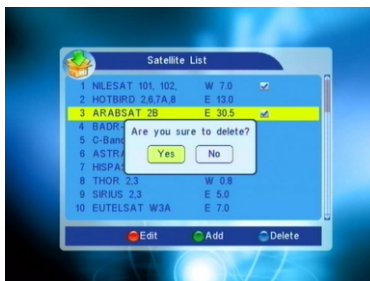 Satellite List
1 NILESAT 101, 102, W 7.0
2 HOTBIRD 2,6,7A,8 E 13.0
3 ARABSAT 2B E 30.5
4 BADR-
5 C-Band
6 ASTRA
7 HISPAS
8 THOR 2,3 W 0.8
9 SIRIUS 2,3 E 5.0
10 EUTELSAT W3A E 7.0
Are you sure to delete?
Yes No
Edit Add Delete